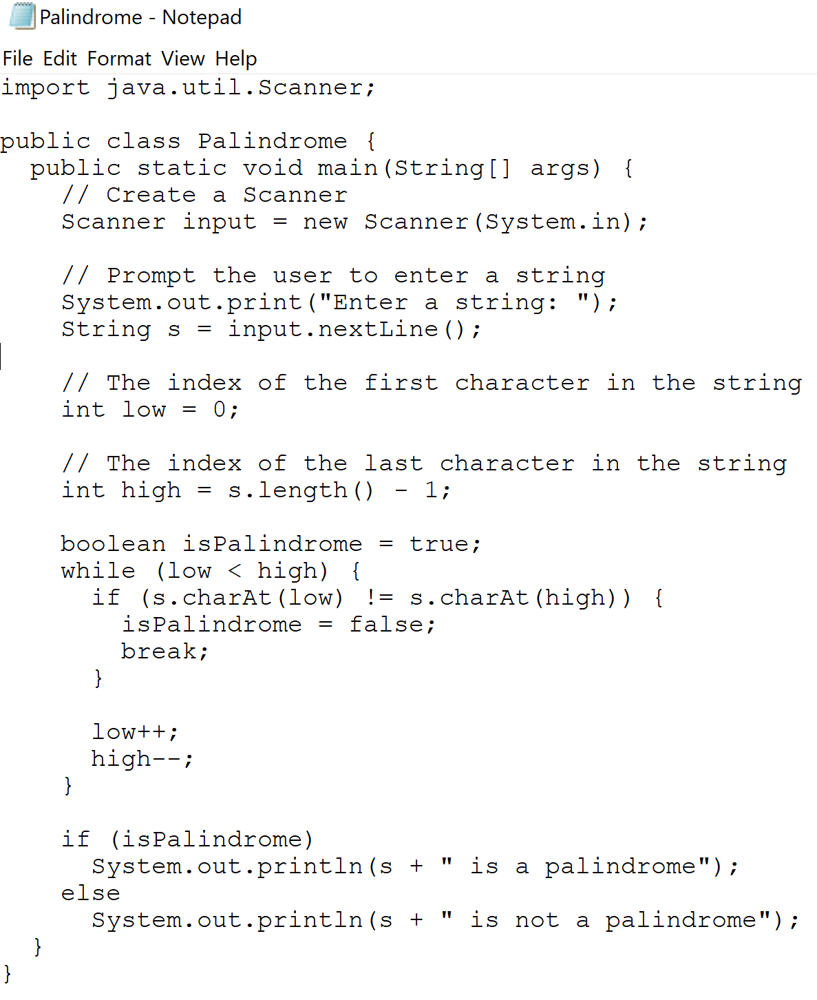 Palindrome - Notepad
File Edit Format View Help
import java.util.Scanner;

public class Palindrome {
  public static void main(String[] args) {
    // Create a Scanner
    Scanner input = new Scanner(System.in);

    // Prompt the user to enter a string
    System.out.print("Enter a string: ");
    String s = input.nextLine();

    // The index of the first character in the string
    int low = 0;

    // The index of the last character in the string
    int high = s.length() - 1;

    boolean isPalindrome = true;
    while (low < high) {
      if (s.charAt(low) != s.charAt(high)) {
        isPalindrome = false;
        break;
      }

      low++;
      high--;
    }

    if (isPalindrome)
      System.out.println(s + " is a palindrome");
    else
      System.out.println(s + " is not a palindrome");
  }
}